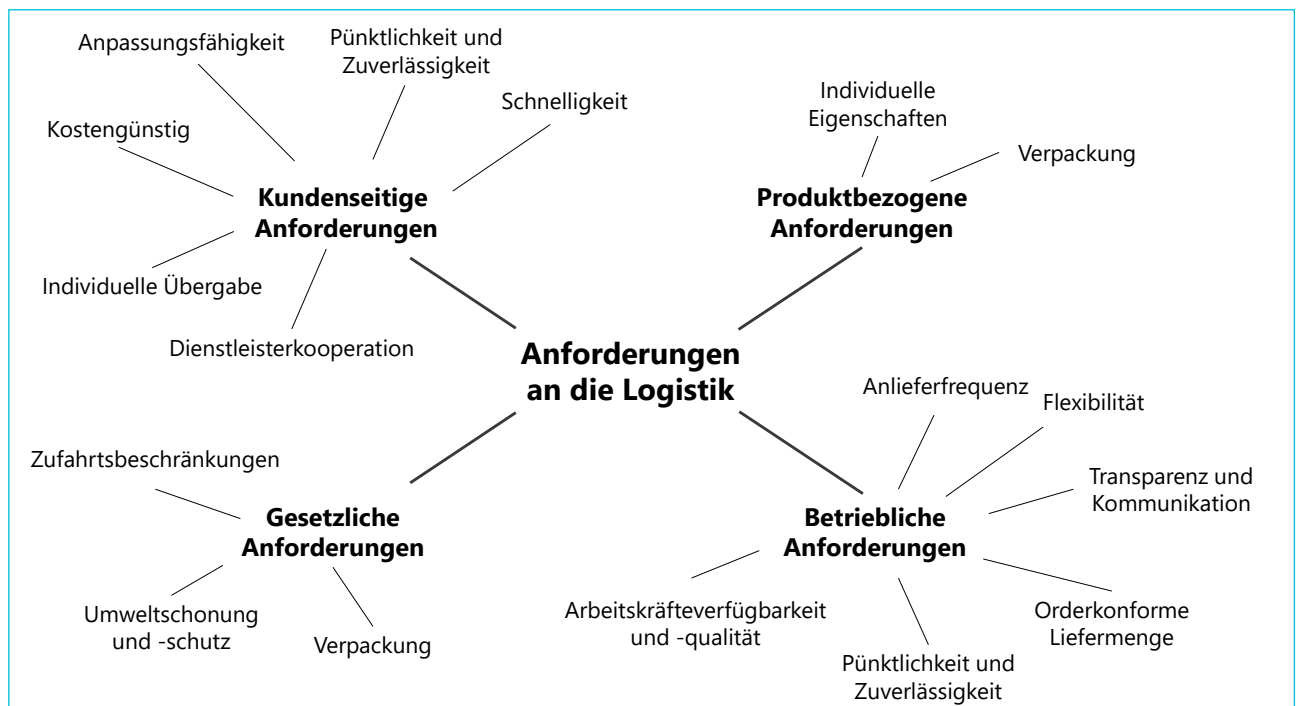 Anpassungsfähigkeit
Pünktlichkeit und
Zuverlässigkeit
Schnelligkeit
Kostengünstig
Kundenseitige
Anforderungen
Individuelle Übergabe
Dienstleisterkooperation
Individuelle
Eigenschaften
Verpackung
Produktbezogene
Anforderungen
Anforderungen
an die Logistik
Zufahrtsbeschränkungen
Gesetzliche
Anforderungen
Umweltschonung
und -schutz
Verpackung
Anlieferfrequenz
Flexibilität
Transparenz und
Kommunikation
Betriebliche
Anforderungen
Arbeitskräfteverfügbarkeit
und -qualität
Orderkonforme
Liefermenge
Pünktlichkeit und
Zuverlässigkeit